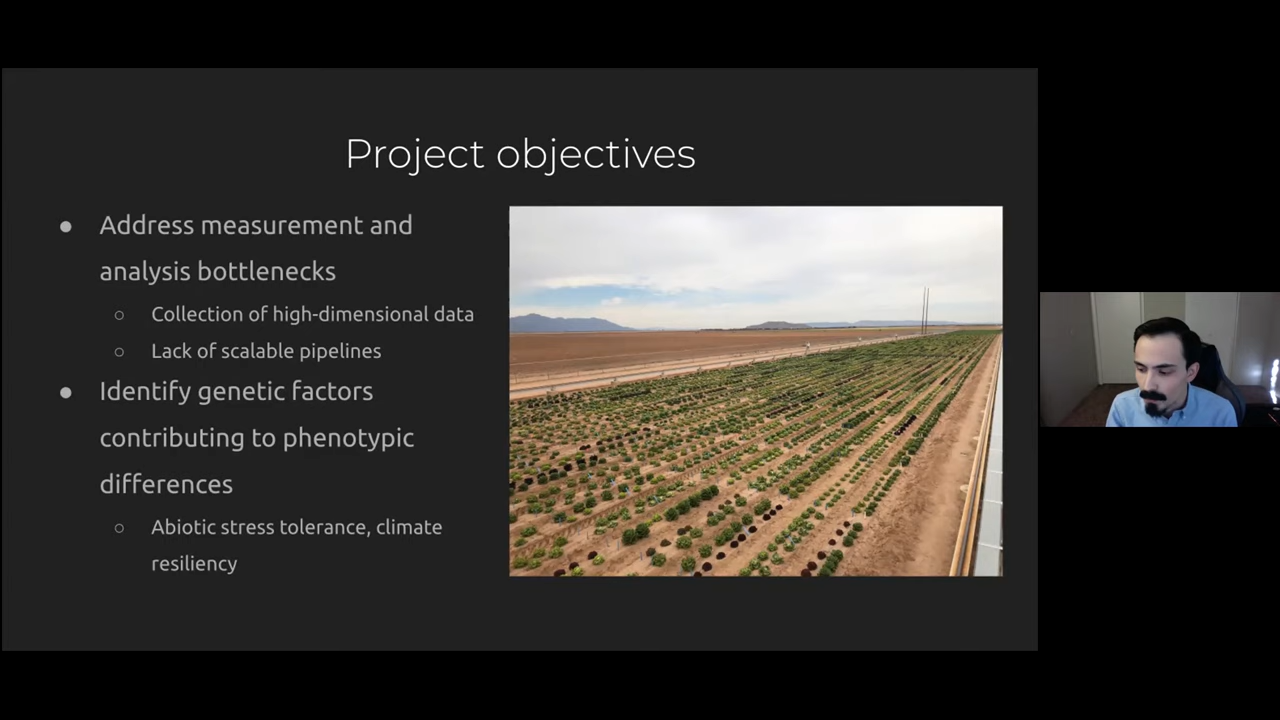 Project objectives
● Address measurement and
analysis bottlenecks
○ Collection of high-dimensional data
○ Lack of scalable pipelines
● Identify genetic factors
contributing to phenotypic
differences
○ Abiotic stress tolerance, climate
resiliency